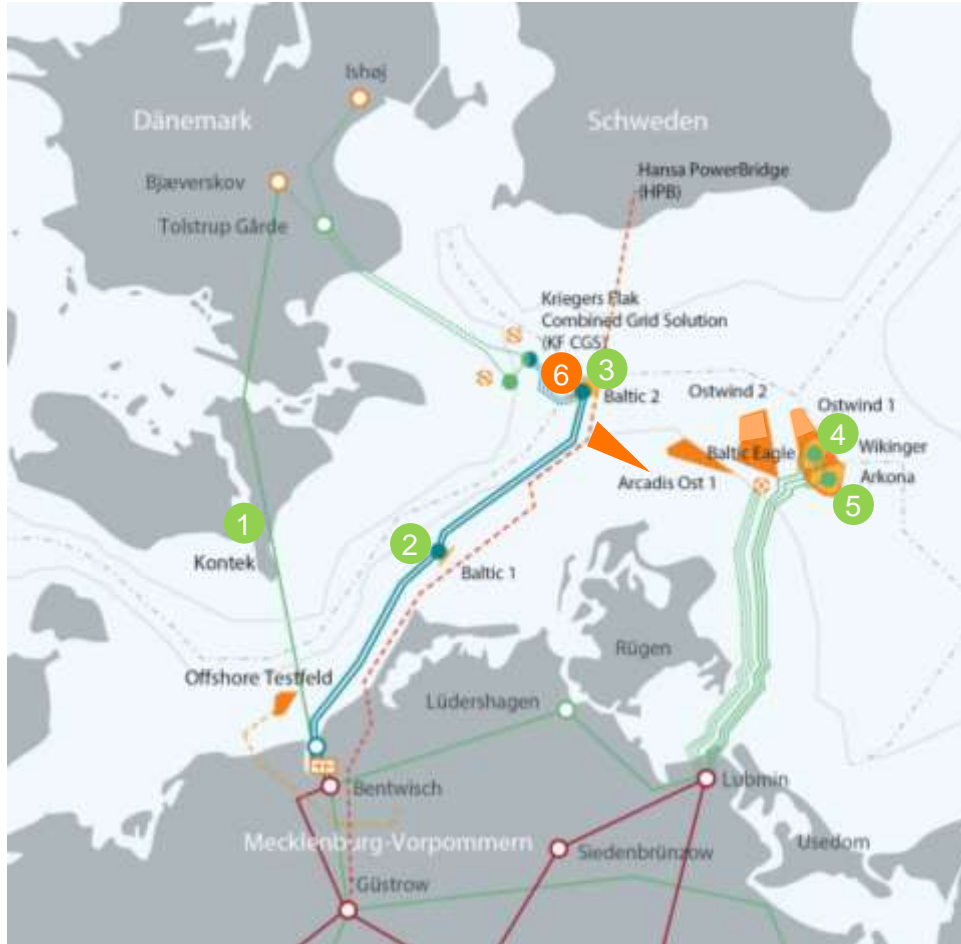 Ishøj
Dänemark
Schweden
Bjæverskov
Hansa PowerBridge
(HPB)
Tolstrup Gårde
Kriegers Flak
Combined Grid Solution
(KF CGS)
6
3
Baltic 2
Ostwind 2
Ostwind 1
4
Wikinger
Baltic Eagle
Arkona
Arcadis Ost 1
5
1
2
Kontek
Baltic 1
Rügen
Offshore Testfeld
Lüdershagen
Lubmin
Bentwisch
Mecklenburg-Vorpommern
Siedenbrünzow
Usedom
Güstrow